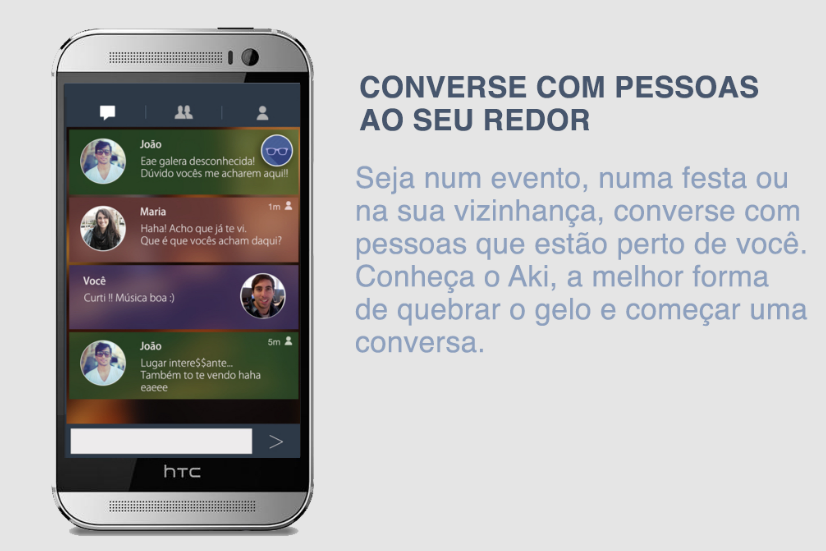 João
Eae galera desconhecida!
Dúvido vocês me acharem aqui!!
Maria
1m
Haha! Acho que já te vi.
Que é que vocês acham daqui?
Você
Curti !! Música boa :)
João
5m
Lugar intere$$ante...
Também to te vendo haha
eaeee
>
hTC
CONVERSE COM PESSOAS
AO SEU REDOR
Seja num evento, numa festa ou
na sua vizinhança, converse com
pessoas que estão perto de você.
Conheça o Aki, a melhor forma
de quebrar o gelo e começar uma
conversa.